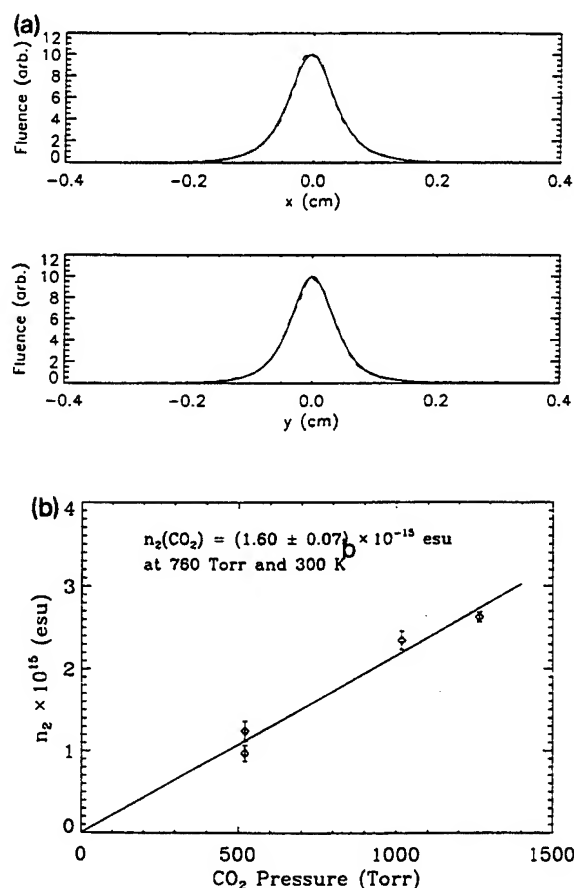 (a)
Fluence (arb.)
12
10
8
6
4
2
0
-0.4 -0.2 0.0 0.2 0.4
x (cm)
Fluence (arb.)
12
10
8
6
4
2
0
-0.4 -0.2 0.0 0.2 0.4
y (cm)
(b)
n₂(CO₂) = (1.60 ± 0.07) × 10⁻¹⁵ esu
at 760 Torr and 300 K
b
n₂ × 10¹⁵ (esu)
4
3
2
1
0
0 500 1000 1500
CO₂ Pressure (Torr)